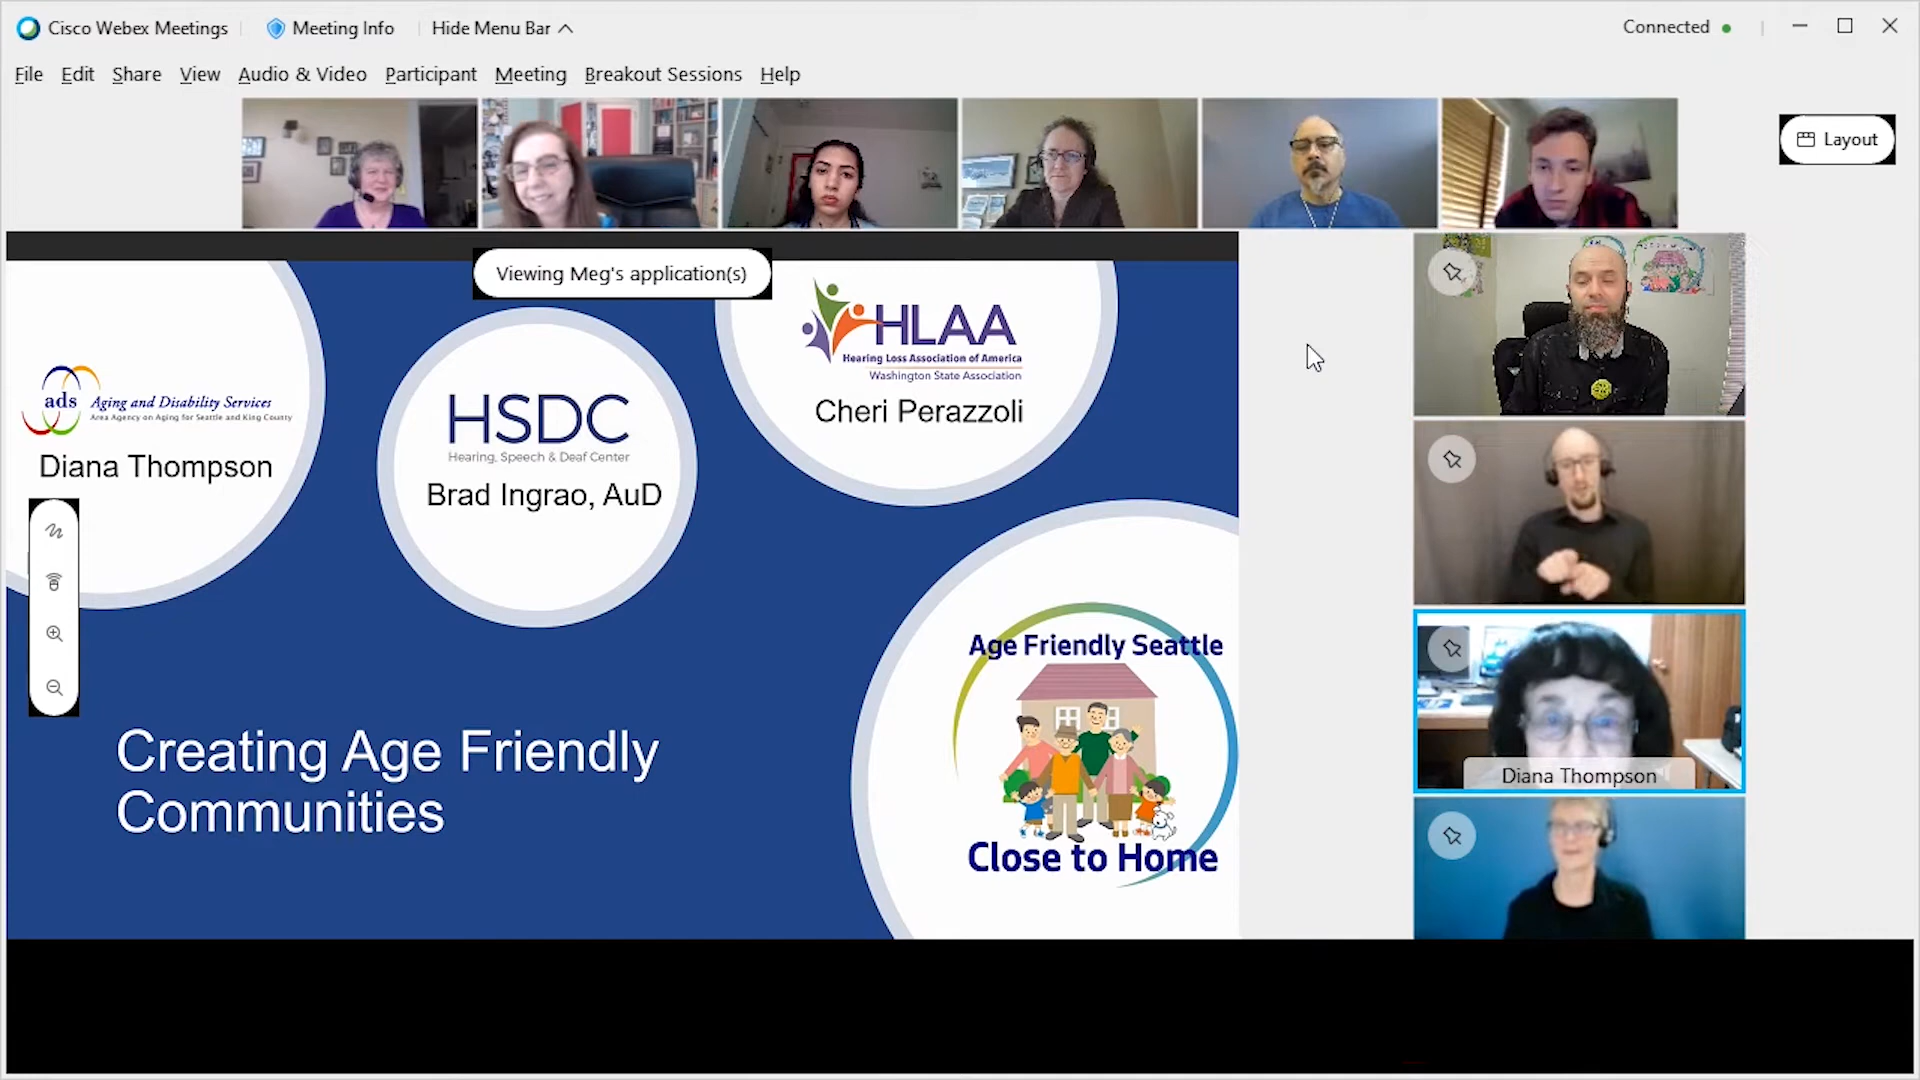 Cisco Webex Meetings
Meeting Info
Hide Menu Bar
Connected
File Edit Share View Audio & Video Participant Meeting Breakout Sessions Help
Layout
Viewing Meg's application(s)
ads Aging and Disability Services
Area Agency on Aging for Seattle and King County
Diana Thompson
HSDC
Hearing, Speech & Deaf Center
Brad Ingrao, AuD
HLAA
Hearing Loss Association of America
Washington State Association
Cheri Perazzoli
Creating Age Friendly
Communities
Age Friendly Seattle
Close to Home
Diana Thompson